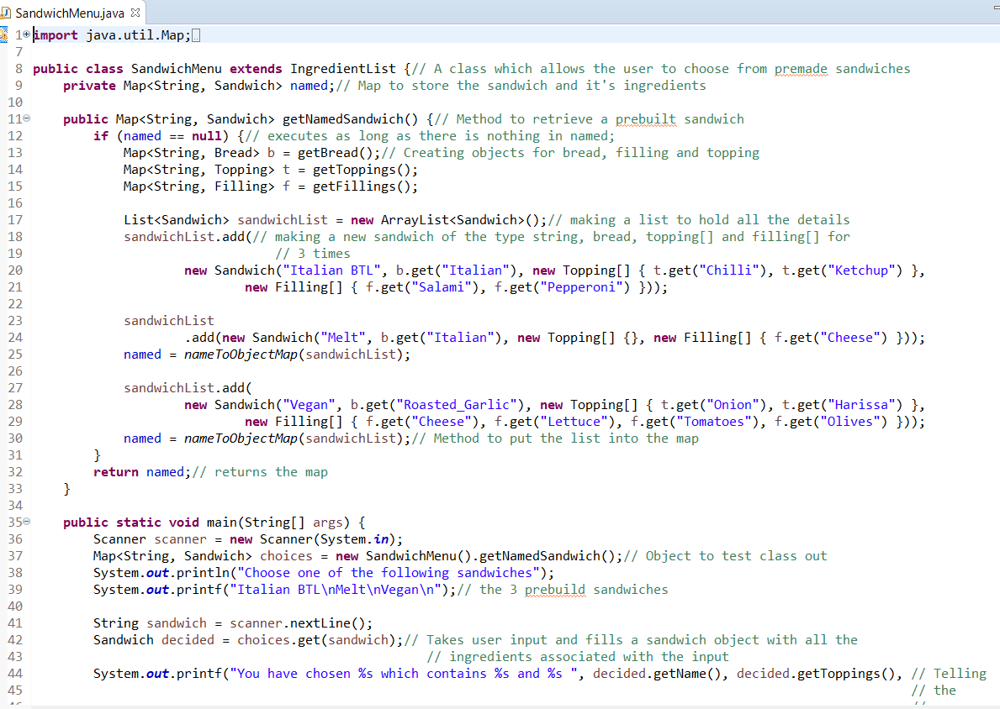 SandwichMenu.java
1 import java.util.Map;
7
8 public class SandwichMenu extends IngredientList {// A class which allows the user to choose from premade sandwiches
9     private Map<String, Sandwich> named;// Map to store the sandwich and it's ingredients
10
11     public Map<String, Sandwich> getNamedSandwich() {// Method to retrieve a prebuilt sandwich
12         if (named == null) {// executes as long as there is nothing in named;
13             Map<String, Bread> b = getBread();// Creating objects for bread, filling and topping
14             Map<String, Topping> t = getToppings();
15             Map<String, Filling> f = getFillings();
16
17             List<Sandwich> sandwichList = new ArrayList<Sandwich>();// making a list to hold all the details
18             sandwichList.add(// making a new sandwich of the type string, bread, topping[] and filling[] for
19                                 // 3 times
20                     new Sandwich("Italian BTL", b.get("Italian"), new Topping[] { t.get("Chilli"), t.get("Ketchup") },
21                             new Filling[] { f.get("Salami"), f.get("Pepperoni") }));
22
23             sandwichList
24                     .add(new Sandwich("Melt", b.get("Italian"), new Topping[] {}, new Filling[] { f.get("Cheese") }));
25             named = nameToObjectMap(sandwichList);
26
27             sandwichList.add(
28                     new Sandwich("Vegan", b.get("Roasted_Garlic"), new Topping[] { t.get("Onion"), t.get("Harissa") },
29                             new Filling[] { f.get("Cheese"), f.get("Lettuce"), f.get("Tomatoes"), f.get("Olives") }));
30             named = nameToObjectMap(sandwichList);// Method to put the list into the map
31         }
32         return named;// returns the map
33     }
34
35     public static void main(String[] args) {
36         Scanner scanner = new Scanner(System.in);
37         Map<String, Sandwich> choices = new SandwichMenu().getNamedSandwich();// Object to test class out
38         System.out.println("Choose one of the following sandwiches");
39         System.out.printf("Italian BTL\nMelt\nVegan\n");// the 3 prebuild sandwiches
40
41         String sandwich = scanner.nextLine();
42         Sandwich decided = choices.get(sandwich);// Takes user input and fills a sandwich object with all the
43                                                     // ingredients associated with the input
44         System.out.printf("You have chosen %s which contains %s and %s ", decided.getName(), decided.getToppings(), // Telling
45                                                                                                                     // the